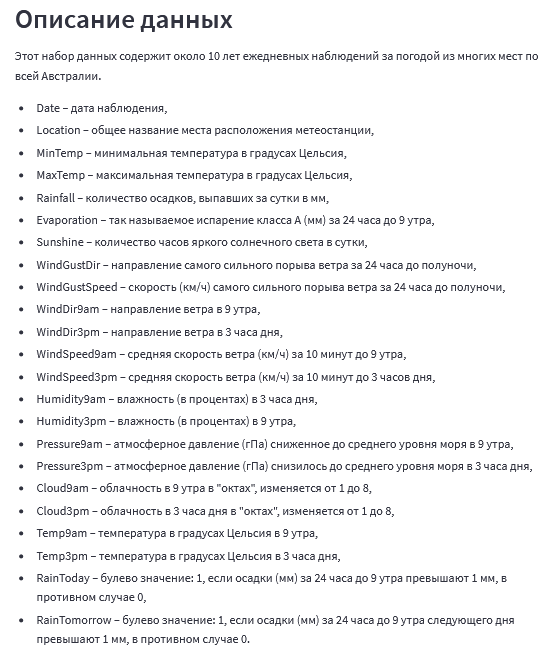 Описание данных
Этот набор данных содержит около 10 лет ежедневных наблюдений за погодой из многих мест по
всей Австралии.
• Date – дата наблюдения,
• Location – общее название места расположения метеостанции,
• MinTemp – минимальная температура в градусах Цельсия,
• MaxTemp – максимальная температура в градусах Цельсия,
• Rainfall – количество осадков, выпавших за сутки в мм,
• Evaporation – так называемое испарение класса А (мм) за 24 часа до 9 утра,
• Sunshine – количество часов яркого солнечного света в сутки,
• WindGustDir – направление самого сильного порыва ветра за 24 часа до полуночи,
• WindGustSpeed – скорость (км/ч) самого сильного порыва ветра за 24 часа до полуночи,
• WindDir9am – направление ветра в 9 утра,
• WindDir3pm – направление ветра в 3 часа дня,
• WindSpeed9am – средняя скорость ветра (км/ч) за 10 минут до 9 утра,
• WindSpeed3pm – средняя скорость ветра (км/ч) за 10 минут до 3 часов дня,
• Humidity9am – влажность (в процентах) в 3 часа дня,
• Humidity3pm – влажность (в процентах) в 9 утра,
• Pressure9am – атмосферное давление (гПа) сниженное до среднего уровня моря в 9 утра,
• Pressure3pm – атмосферное давление (гПа) снизилось до среднего уровня моря в 3 часа дня,
• Cloud9am – облачность в 9 утра в "октах", изменяется от 1 до 8,
• Cloud3pm – облачность в 3 часа дня в "октах", изменяется от 1 до 8,
• Temp9am – температура в градусах Цельсия в 9 утра,
• Temp3pm – температура в градусах Цельсия в 3 часа дня,
• RainToday – булево значение: 1, если осадки (мм) за 24 часа до 9 утра превышают 1 мм, в
противном случае 0,
• RainTomorrow – булево значение: 1, если осадки (мм) за 24 часа до 9 утра следующего дня
превышают 1 мм, в противном случае 0.